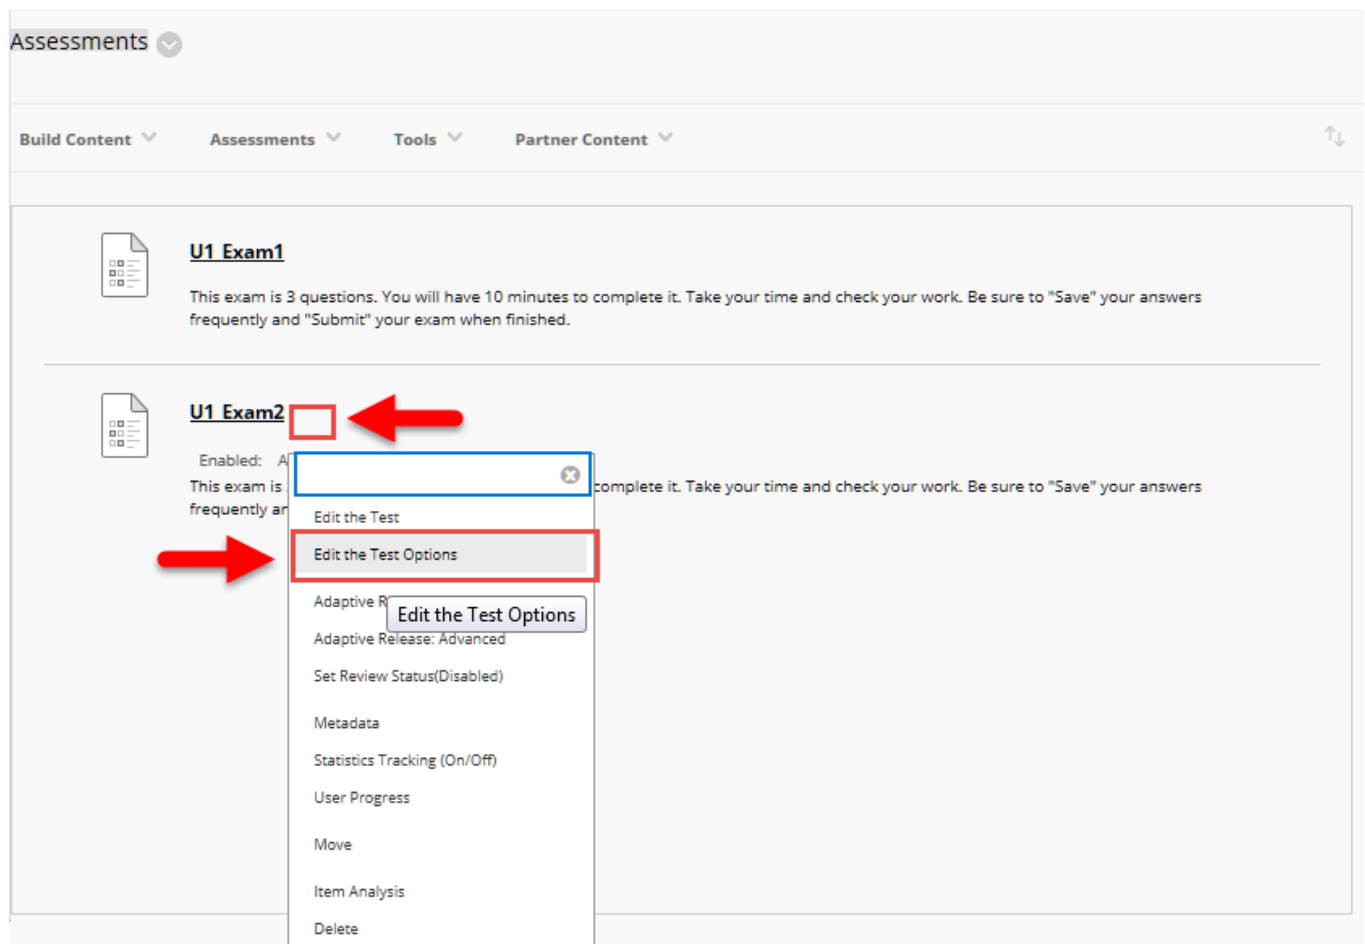 Assessments
Build Content Assessments Tools Partner Content
U1 Exam1
This exam is 3 questions. You will have 10 minutes to complete it. Take your time and check your work. Be sure to "Save" your answers
frequently and "Submit" your exam when finished.
U1 Exam2
Enabled: A
This exam is complete it. Take your time and check your work. Be sure to "Save" your answers
frequently
Edit the Test
Edit the Test Options
Adaptive
Edit the Test Options
Adaptive Release: Advanced
Set Review Status(Disabled)
Metadata
Statistics Tracking (On/Off)
User Progress
Move
Item Analysis
Delete